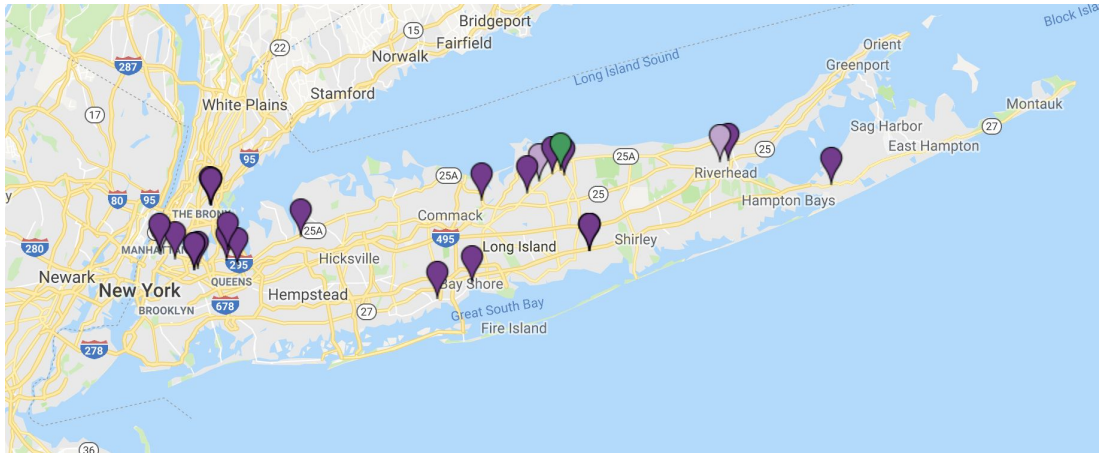 Bridgeport
15
Block Isla
Fairfield
Orient
22
Norwalk
Greenport
287
Long Island Sound
Stamford
White Plains
17
Montauk
Sag Harbor
27
95
East Hampton
25A
25
25A
Riverhead
80
95
25
Hampton Bays
THE BRONX
Commack
25A
MANHATTAN
495
Long Island
Shirley
280
Hicksville
295
Newark
QUEENS
Bay Shore
New York
Hempstead
678
BROOKLYN
27
Great South Bay
Fire Island
278
36